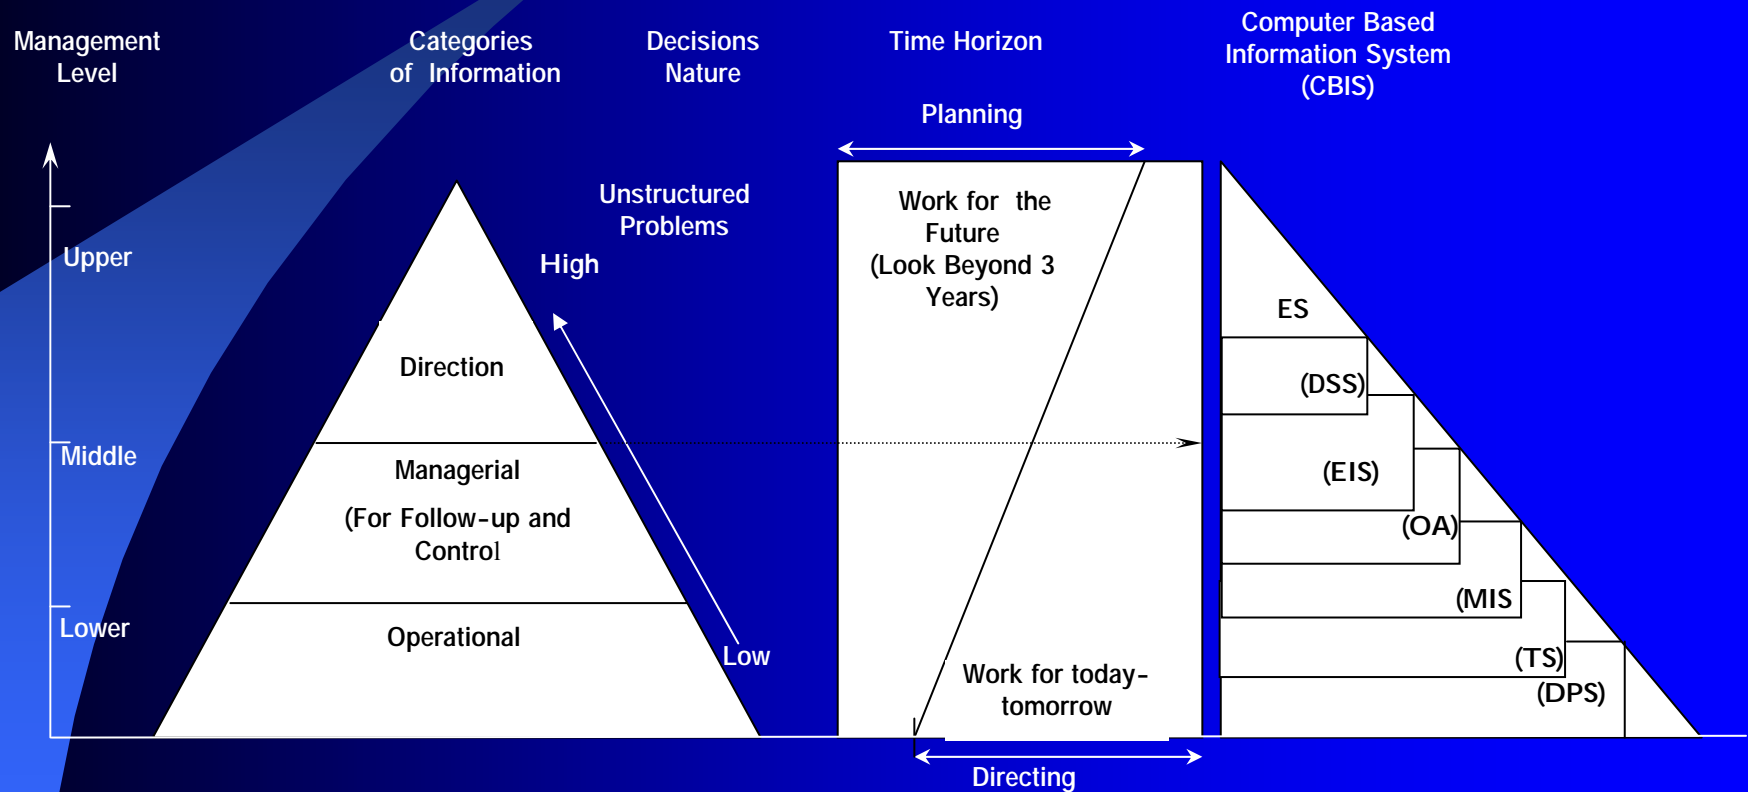 Management
Level
Categories
of Information
Decisions
Nature
Time Horizon
Computer Based
Information System
(CBIS)
Planning
Upper
Middle
Lower
Direction
Managerial
(For Follow-up and
Control
Operational
Unstructured
Problems
High
Low
Work for the
Future
(Look Beyond 3
Years)
Work for today-
tomorrow
Directing
ES
(DSS)
(EIS)
(OA)
(MIS
(TS)
(DPS)